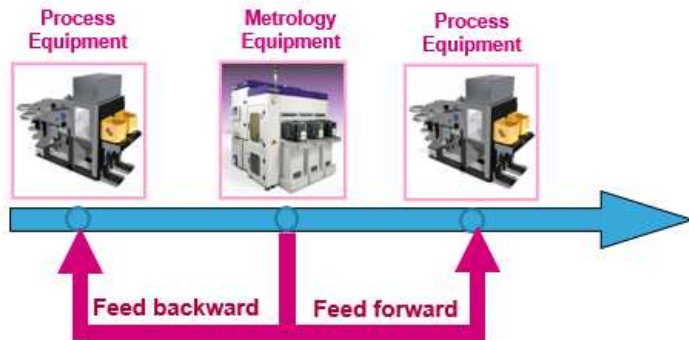 Process
Equipment
Metrology
Equipment
Process
Equipment
Feed backward
Feed forward